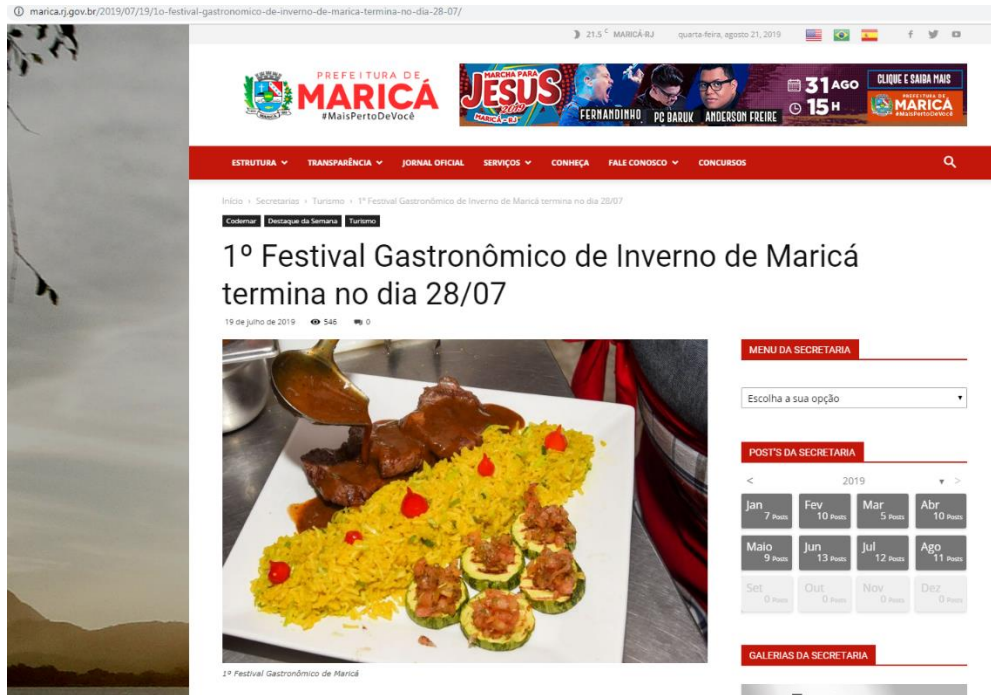 marica.rj.gov.br/2019/07/19/1o-festival-gastronomico-de-inverno-de-marica-termina-no-dia-28-07/
21.5 C MARICÁ-RJ quarta-feira, agosto 21, 2019
PREFEITURA DE
MARICÁ
#MaisPertoDeVocê
MARCHA PARA
JESUS
2019
MARICÁ - RJ
FERNANDINHO PC BARUK ANDERSON FREIRE
31 AGO
15 H
CLIQUE E SAIBA MAIS
PREFEITURA DE
MARICÁ
#MaisPertoDeVocê
ESTRUTURA TRANSPARÊNCIA JORNAL OFICIAL SERVIÇOS CONHEÇA FALE CONOSCO CONCURSOS
Início › Secretarias › Turismo › 1º Festival Gastronômico de Inverno de Maricá termina no dia 28/07
Codemar Destaque da Semana Turismo
1º Festival Gastronômico de Inverno de Maricá
termina no dia 28/07
19 de julho de 2019 546 0
MENU DA SECRETARIA
Escolha a sua opção
POST'S DA SECRETARIA
< 2019 >
Jan Fev Mar Abr
7 Posts 10 Posts 5 Posts 10 Posts
Maio Jun Jul Ago
9 Posts 13 Posts 12 Posts 11 Posts
Set Out Nov Dez
0 Posts 0 Posts 0 Posts 0 Posts
GALERIAS DA SECRETARIA
1º Festival Gastronômico de Maricá